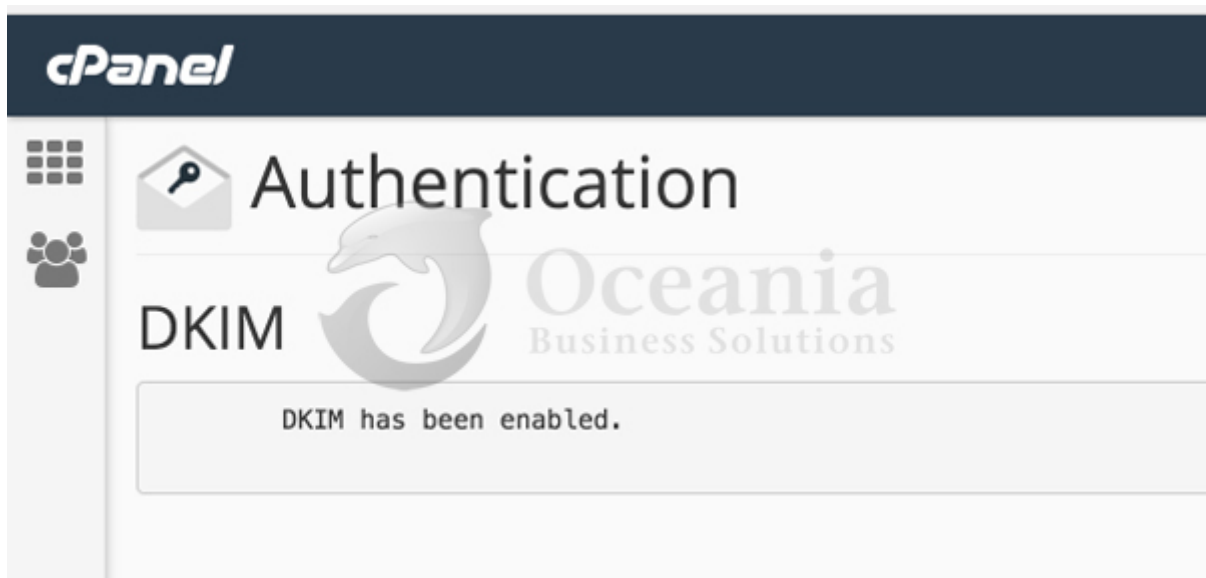 cPanel
Authentication
Oceania
Business Solutions
DKIM
DKIM has been enabled.